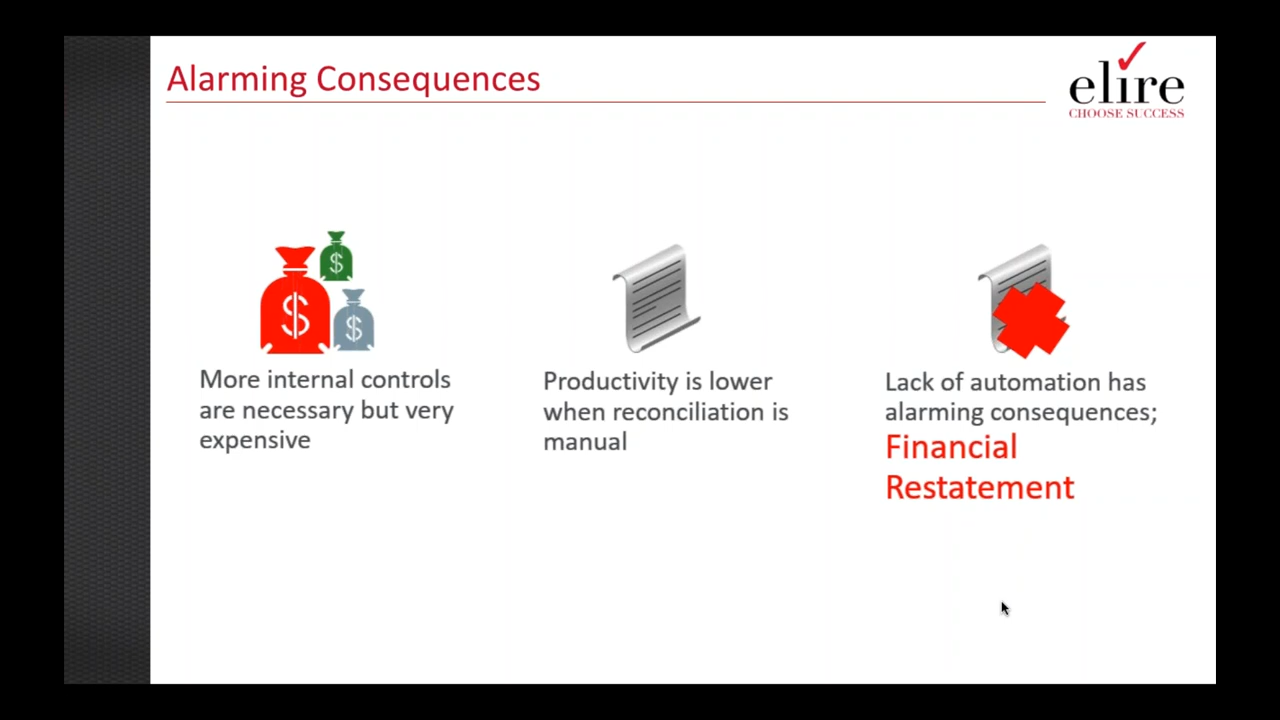 Alarming Consequences
elire
CHOOSE SUCCESS
$
$
$
More internal controls
are necessary but very
expensive
Productivity is lower
when reconciliation is
manual
Lack of automation has
alarming consequences;
Financial
Restatement